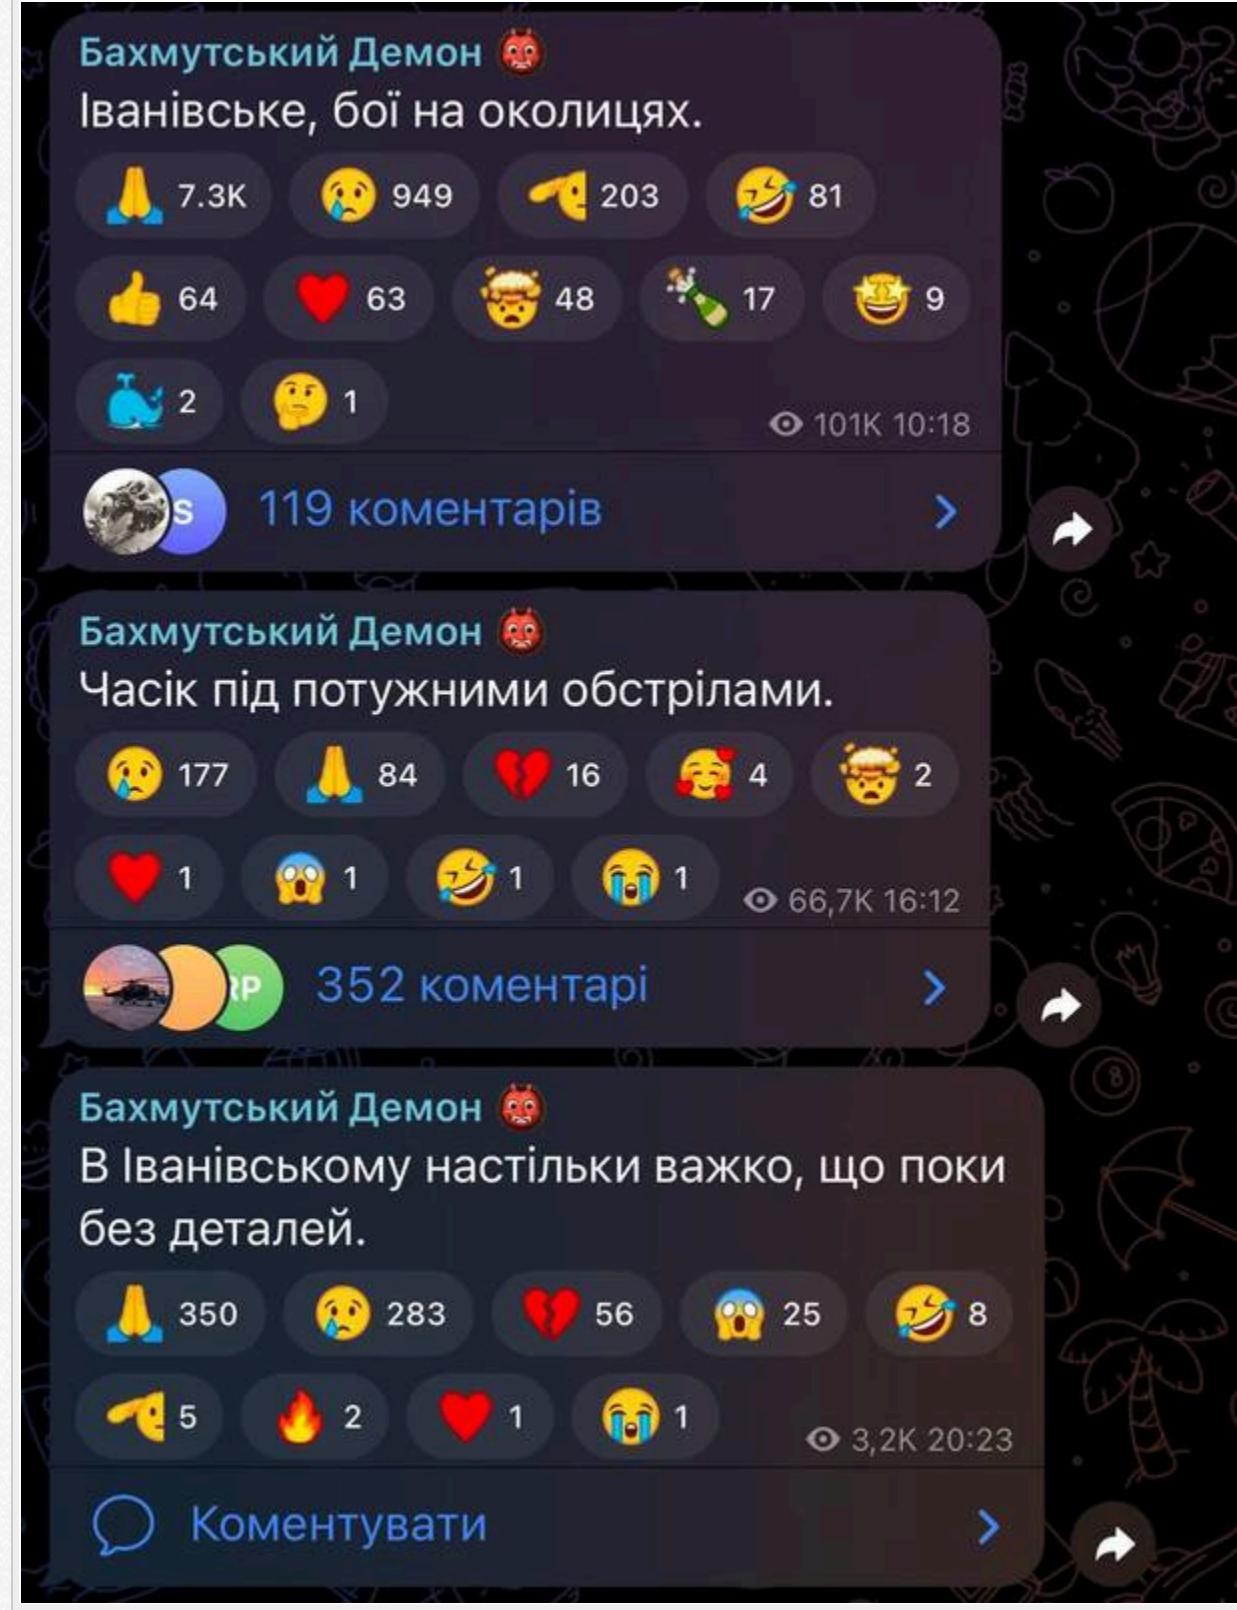 Бахмутський Демон 👹
Іванівське, бої на околицях.
🙏 7.3K 😢 949 🫡 203 🤣 81
👍 64 ❤️ 63 🤯 48 🍾 17 🤩 9
🐳 2 🤔 1
101K 10:18
S 119 коментарів
Бахмутський Демон 👹
Часік під потужними обстрілами.
😢 177 🙏 84 💔 16 🥰 4 🤯 2
❤️ 1 😱 1 🤣 1 😭 1
66,7K 16:12
RP 352 коментарі
Бахмутський Демон 👹
В Іванівському настільки важко, що поки
без деталей.
🙏 350 😢 283 💔 56 😱 25 🤣 8
🫡 5 🔥 2 ❤️ 1 😭 1
3,2K 20:23
Коментувати